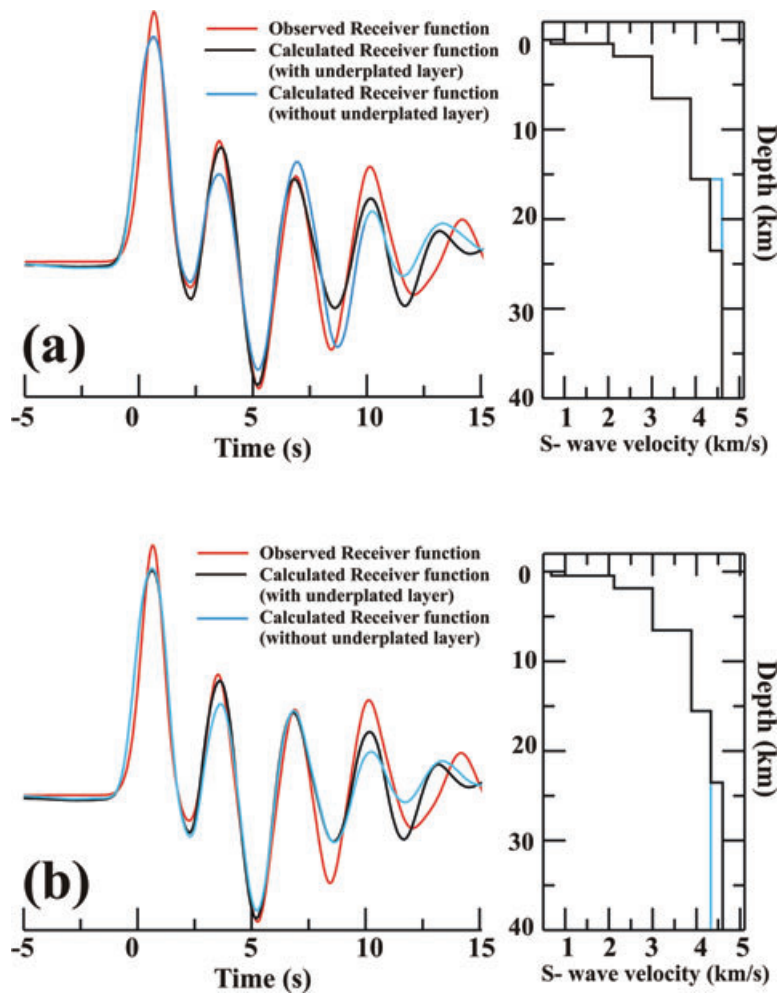 Observed Receiver function
Calculated Receiver function
(with underplated layer)
Calculated Receiver function
(without underplated layer)
(a)
-5 0 5 10 15
Time (s)
0
10
20
30
40
1 2 3 4 5
S- wave velocity (km/s)
Depth (km)
Observed Receiver function
Calculated Receiver function
(with underplated layer)
Calculated Receiver function
(without underplated layer)
(b)
-5 0 5 10 15
Time (s)
0
10
20
30
40
1 2 3 4 5
S- wave velocity (km/s)
Depth (km)